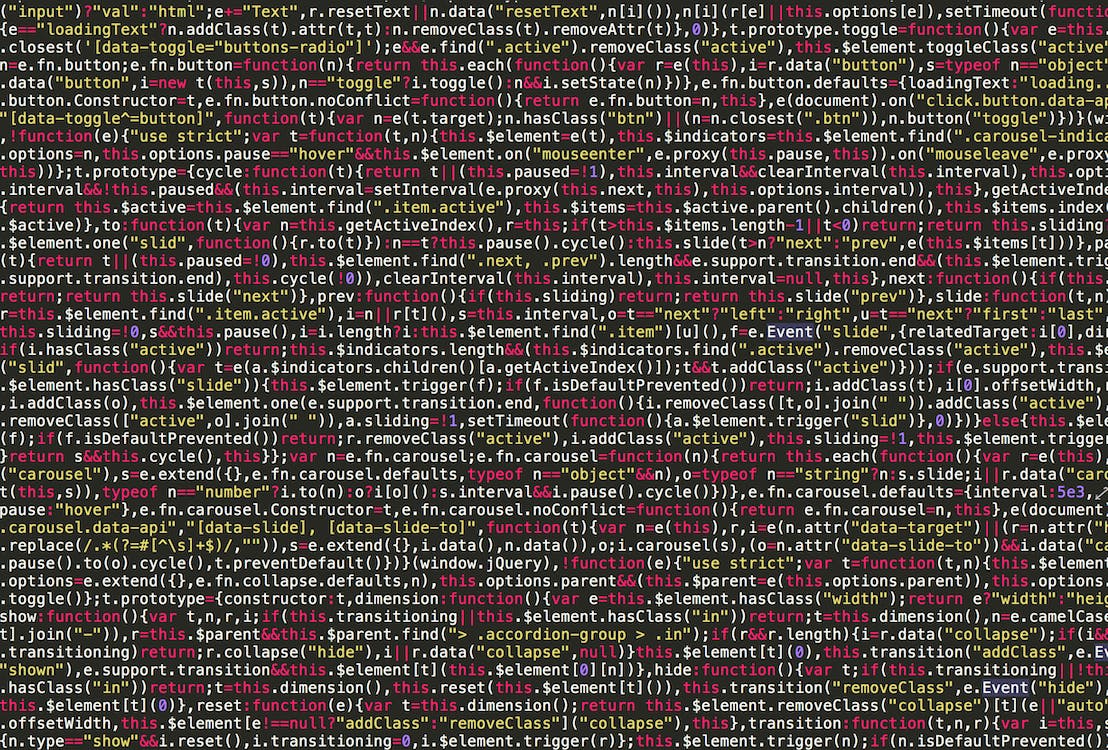 ("input")?"val":"html";e+="Text",r.resetText||n.data("resetText",n[i]()),n[i](r[e]||this.options[e]),setTimeout(functio
{e=="loadingText"?n.addClass(t).attr(t,t):n.removeClass(t).removeAttr(t)},0)},t.prototype.toggle=function(){var e=this.
.closest('[data-toggle="buttons-radio"]');e&&e.find(".active").removeClass("active"),this.$element.toggleClass("active"
n=e.fn.button;e.fn.button=function(n){return this.each(function(){var r=e(this),i=r.data("button"),s=typeof n=="object"
.data("button",i=new t(this,s)),n=="toggle"?i.toggle():n&&i.setState(n)})},e.fn.button.defaults={loadingText:"loading..
.button.Constructor=t,e.fn.button.noConflict=function(){return e.fn.button=n,this},e(document).on("click.button.data-ap
"[data-toggle^=button]",function(t){var n=e(t.target);n.hasClass("btn")||(n=n.closest(".btn")),n.button("toggle")})}(wi
,!function(e){"use strict";var t=function(t,n){this.$element=e(t),this.$indicators=this.$element.find(".carousel-indica
.options=n,this.options.pause=="hover"&&this.$element.on("mouseenter",e.proxy(this.pause,this)).on("mouseleave",e.proxy
this))};t.prototype={cycle:function(t){return t||(this.paused=!1),this.interval&&clearInterval(this.interval),this.opti
.interval&&!this.paused&&(this.interval=setInterval(e.proxy(this.next,this),this.options.interval)),this},getActiveInde
{return this.$active=this.$element.find(".item.active"),this.$items=this.$active.parent().children(),this.$items.index(
.$active)},to:function(t){var n=this.getActiveIndex(),r=this;if(t>this.$items.length-1||t<0)return;return this.sliding
.$element.one("slid",function(){r.to(t)}):n==t?this.pause().cycle():this.slide(t>n?"next":"prev",e(this.$items[t]))},pa
(t){return t||(this.paused=!0),this.$element.find(".next, .prev").length&&e.support.transition.end&&(this.$element.trig
.support.transition.end),this.cycle(!0)),clearInterval(this.interval),this.interval=null,this},next:function(){if(this.
return;return this.slide("next")},prev:function(){if(this.sliding)return;return this.slide("prev")},slide:function(t,n)
r=this.$element.find(".item.active"),i=n||r[t](),s=this.interval,o=t=="next"?"left":"right",u=t=="next"?"first":"last",
this.sliding=!0,s&&this.pause(),i=i.length?i:this.$element.find(".item")[u](),f=e.Event("slide",{relatedTarget:i[0],dir
if(i.hasClass("active"))return;this.$indicators.length&&(this.$indicators.find(".active").removeClass("active"),this.$e
("slid",function(){var t=e(a.$indicators.children()[a.getActiveIndex()]);t&&t.addClass("active")}));if(e.support.transi
.$element.hasClass("slide")){this.$element.trigger(f);if(f.isDefaultPrevented())return;i.addClass(t),i[0].offsetWidth,r
,i.addClass(o),this.$element.one(e.support.transition.end,function(){i.removeClass([t,o].join(" ")).addClass("active"),
.removeClass(["active",o].join(" ")),a.sliding=!1,setTimeout(function(){a.$element.trigger("slid")},0)})}else{this.$ele
(f);if(f.isDefaultPrevented())return;r.removeClass("active"),i.addClass("active"),this.sliding=!1,this.$element.trigger
}return s&&this.cycle(),this}};var n=e.fn.carousel;e.fn.carousel=function(n){return this.each(function(){var r=e(this),
("carousel"),s=e.extend({},e.fn.carousel.defaults,typeof n=="object"&&n),o=typeof n=="string"?n:s.slide;i||r.data("caro
t(this,s)),typeof n=="number"?i.to(n):o?i[o]():s.interval&&i.pause().cycle()})},e.fn.carousel.defaults={interval:5e3,
pause:"hover"},e.fn.carousel.Constructor=t,e.fn.carousel.noConflict=function(){return e.fn.carousel=n,this},e(document)
.carousel.data-api","[data-slide], [data-slide-to]",function(t){var n=e(this),r,i=e(n.attr("data-target")||(r=n.attr("h
.replace(/.*(?=#[^\s]+$)/,"")),s=e.extend({},i.data(),n.data()),o;i.carousel(s),(o=n.attr("data-slide-to"))&&i.data("ca
.pause().to(o).cycle(),t.preventDefault()})}(window.jQuery),!function(e){"use strict";var t=function(t,n){this.$element
.options=e.extend({},e.fn.collapse.defaults,n),this.options.parent&&(this.$parent=e(this.options.parent)),this.options.
.toggle()};t.prototype={constructor:t,dimension:function(){var e=this.$element.hasClass("width");return e?"width":"heig
show:function(){var t,n,r,i;if(this.transitioning||this.$element.hasClass("in"))return;t=this.dimension(),n=e.camelCase
t].join("-")),r=this.$parent&&this.$parent.find("> .accordion-group > .in");if(r&&r.length){i=r.data("collapse");if(i&&
.transitioning)return;r.collapse("hide"),i||r.data("collapse",null)}this.$element[t](0),this.transition("addClass",e.Ev
"shown"),e.support.transition&&this.$element[t](this.$element[0][n])},hide:function(){var t;if(this.transitioning||!thi
.hasClass("in"))return;t=this.dimension(),this.reset(this.$element[t]()),this.transition("removeClass",e.Event("hide"),
this.$element[t](0)},reset:function(e){var t=this.dimension();return this.$element.removeClass("collapse")[t](e||"auto"
.offsetWidth,this.$element[e!==null?"addClass":"removeClass"]("collapse"),this},transition:function(t,n,r){var i=this,s
{n.type=="show"&&i.reset(),i.transitioning=0,i.$element.trigger(r)};this.$element.trigger(n);if(n.isDefaultPrevented()